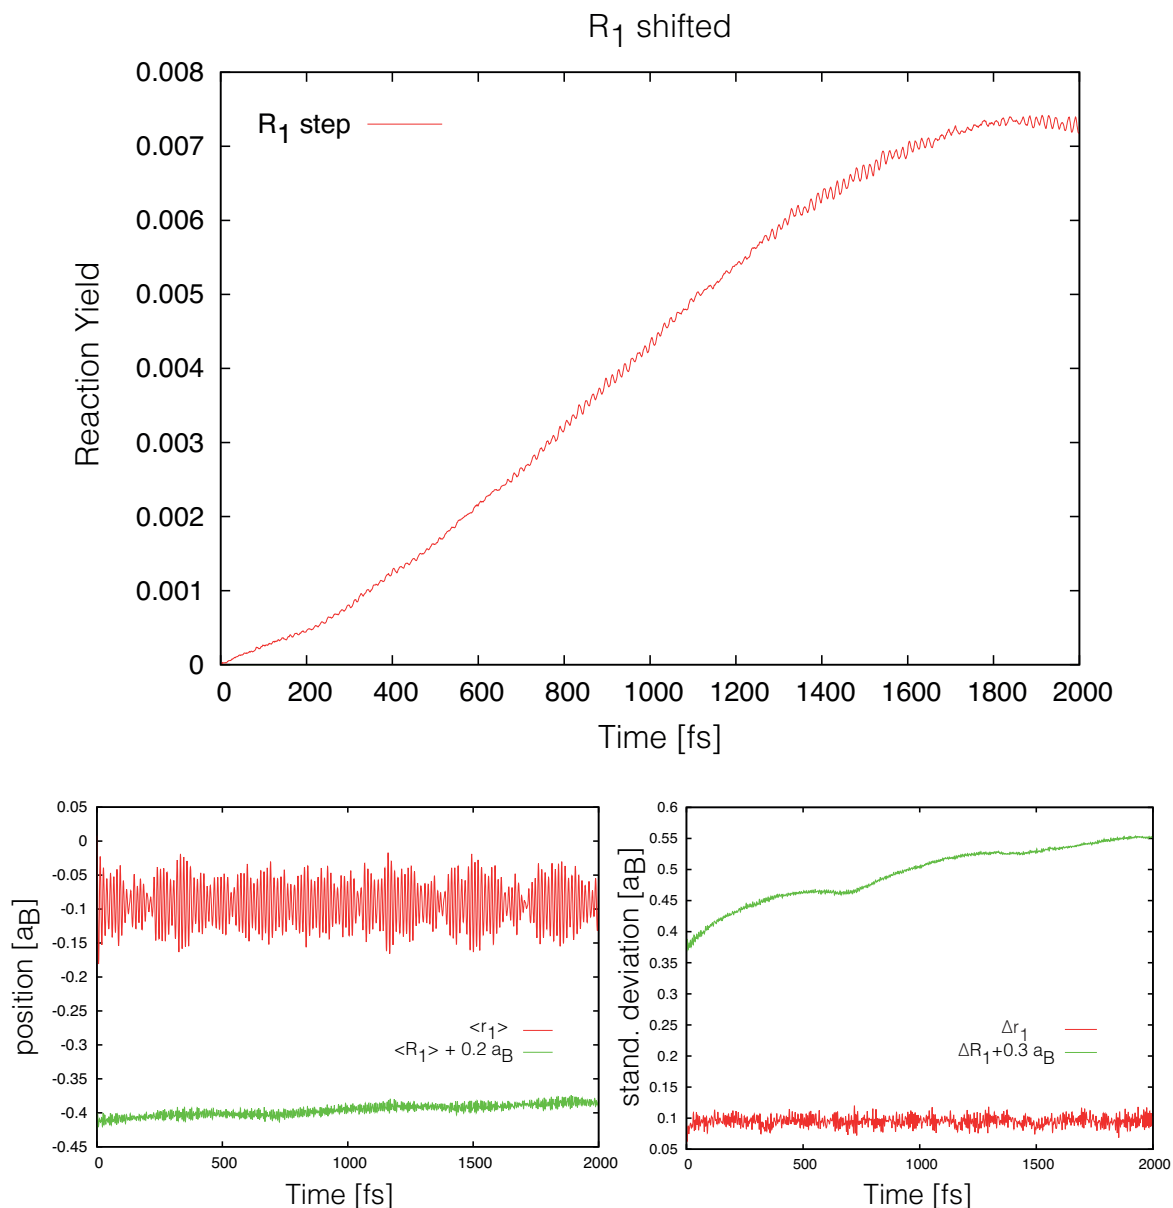 R1 shifted
0.008
0.007
0.006
0.005
0.004
0.003
0.002
0.001
0
R1 step
Reaction Yield
0 200 400 600 800 1000 1200 1400 1600 1800 2000
Time [fs]
0.05
0
-0.05
-0.1
-0.15
-0.2
-0.25
-0.3
-0.35
-0.4
-0.45
position [aB]
<r1>
<R1> + 0.2 aB
0 500 1000 1500 2000
Time [fs]
0.6
0.55
0.5
0.45
0.4
0.35
0.3
0.25
0.2
0.15
0.1
0.05
stand. deviation [aB]
Δr1
ΔR1+0.3 aB
0 500 1000 1500 2000
Time [fs]